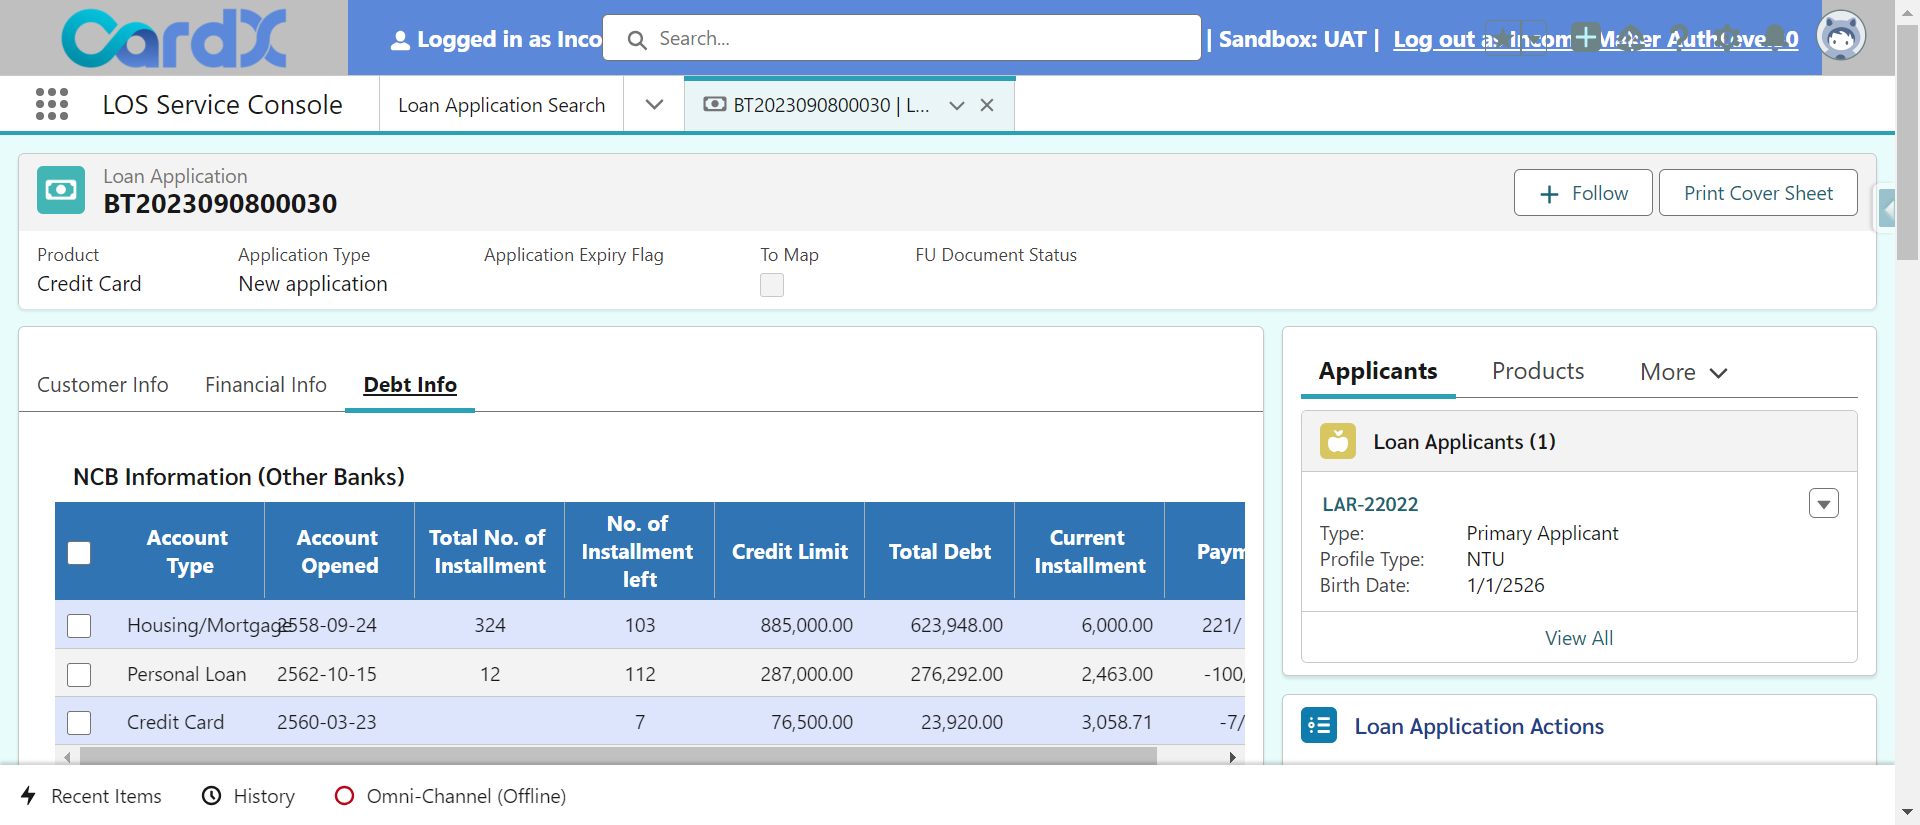 CardX
Logged in as Inco
Search...
| Sandbox: UAT | Log out as Incom Maker Auth
LOS Service Console
Loan Application Search
BT2023090800030 | L...
Loan Application
BT2023090800030
Follow
Print Cover Sheet
Product
Application Type
Application Expiry Flag
To Map
FU Document Status
Credit Card
New application
Customer Info
Financial Info
Debt Info
Applicants
Products
More
Loan Applicants (1)
LAR-22022
Type: Primary Applicant
Profile Type: NTU
Birth Date: 1/1/2526
View All
Loan Application Actions
NCB Information (Other Banks)
Account Type
Account Opened
Total No. of Installment
No. of Installment left
Credit Limit
Total Debt
Current Installment
Paym
Housing/Mortgage 2558-09-24 324 103 885,000.00 623,948.00 6,000.00 221/
Personal Loan 2562-10-15 12 112 287,000.00 276,292.00 2,463.00 -100/
Credit Card 2560-03-23 7 76,500.00 23,920.00 3,058.71 -7/
Recent Items
History
Omni-Channel (Offline)